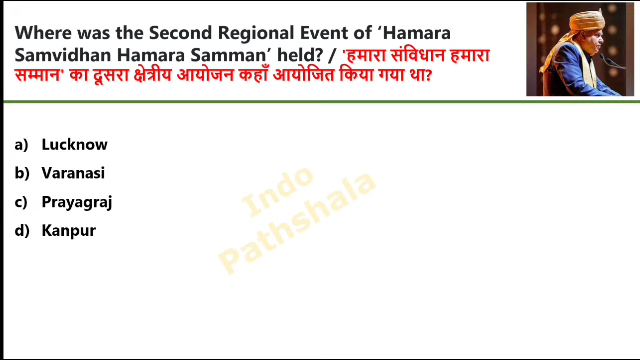 Where was the Second Regional Event of ‘Hamara
Samvidhan Hamara Samman’ held? / 'हमारा संविधान हमारा
सम्मान' का दूसरा क्षेत्रीय आयोजन कहाँ आयोजित किया गया था?
a) Lucknow
b) Varanasi
c) Prayagraj
d) Kanpur
Indo
Pathshala